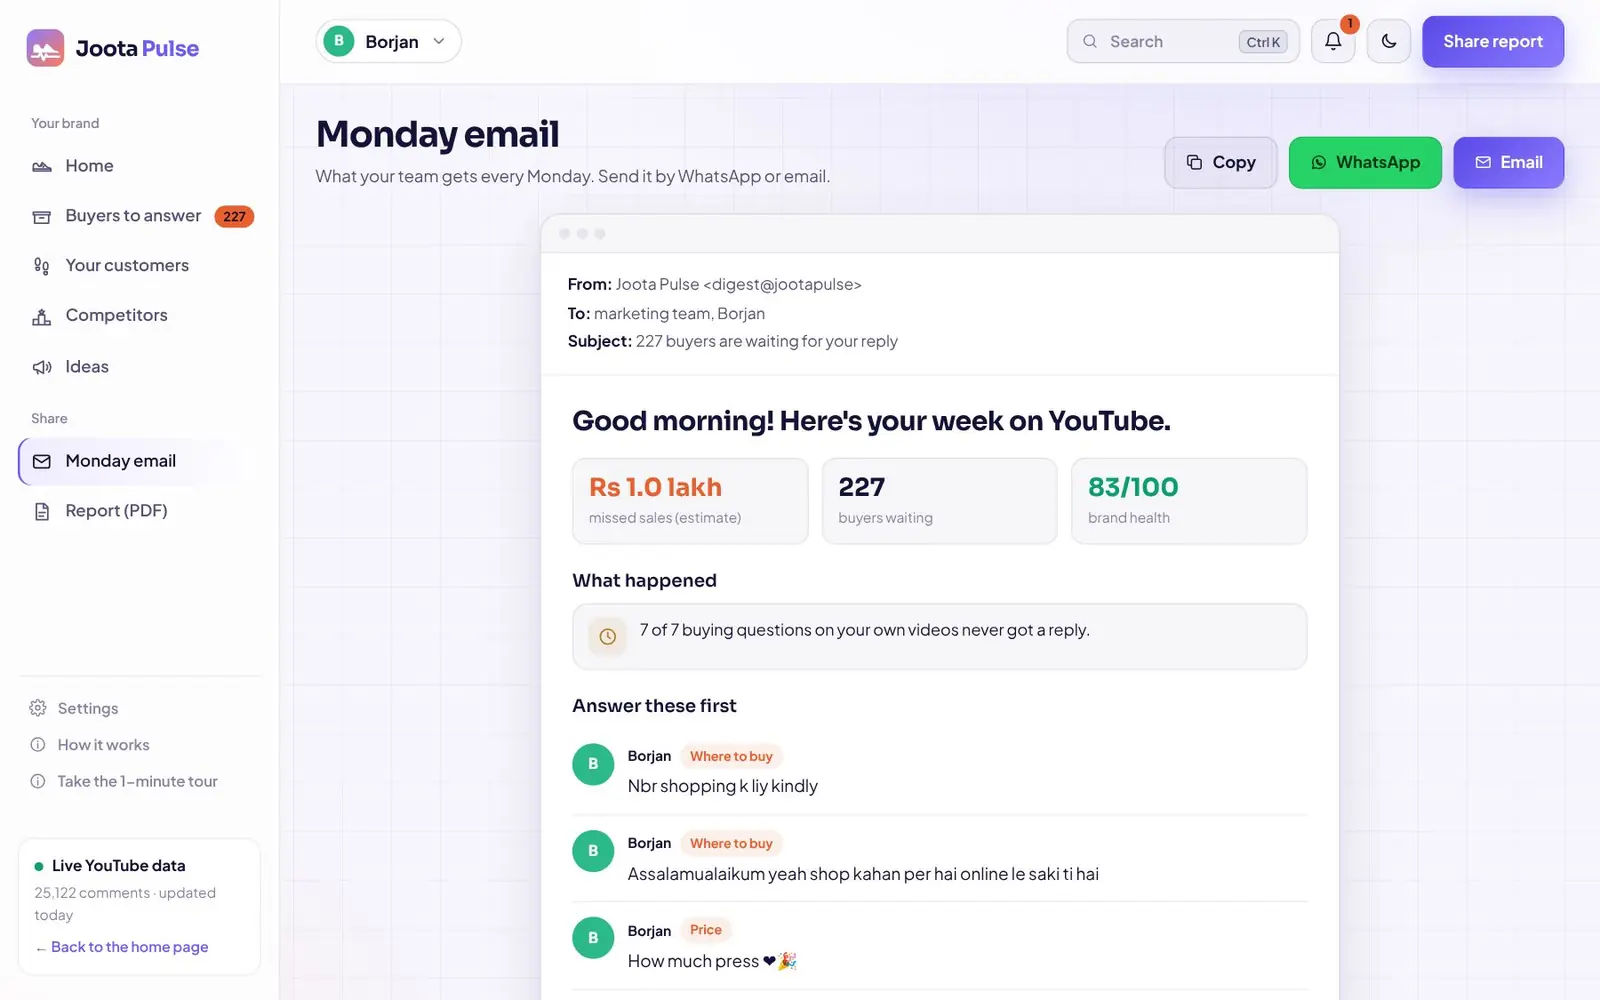 Joota Pulse
Your brand
Home
Buyers to answer 227
Your customers
Competitors
Ideas
Share
Monday email
Report (PDF)
Settings
How it works
Take the 1-minute tour
Live YouTube data
25,122 comments · updated
today
← Back to the home page
B Borjan
Search Ctrl K
1
Share report
Monday email
What your team gets every Monday. Send it by WhatsApp or email.
Copy
WhatsApp
Email
From: Joota Pulse <digest@jootapulse>
To: marketing team, Borjan
Subject: 227 buyers are waiting for your reply
Good morning! Here's your week on YouTube.
Rs 1.0 lakh
missed sales (estimate)
227
buyers waiting
83/100
brand health
What happened
7 of 7 buying questions on your own videos never got a reply.
Answer these first
B Borjan Where to buy
Nbr shopping k liy kindly
B Borjan Where to buy
Assalamualaikum yeah shop kahan per hai online le saki ti hai
B Borjan Price
How much press ❤🎉